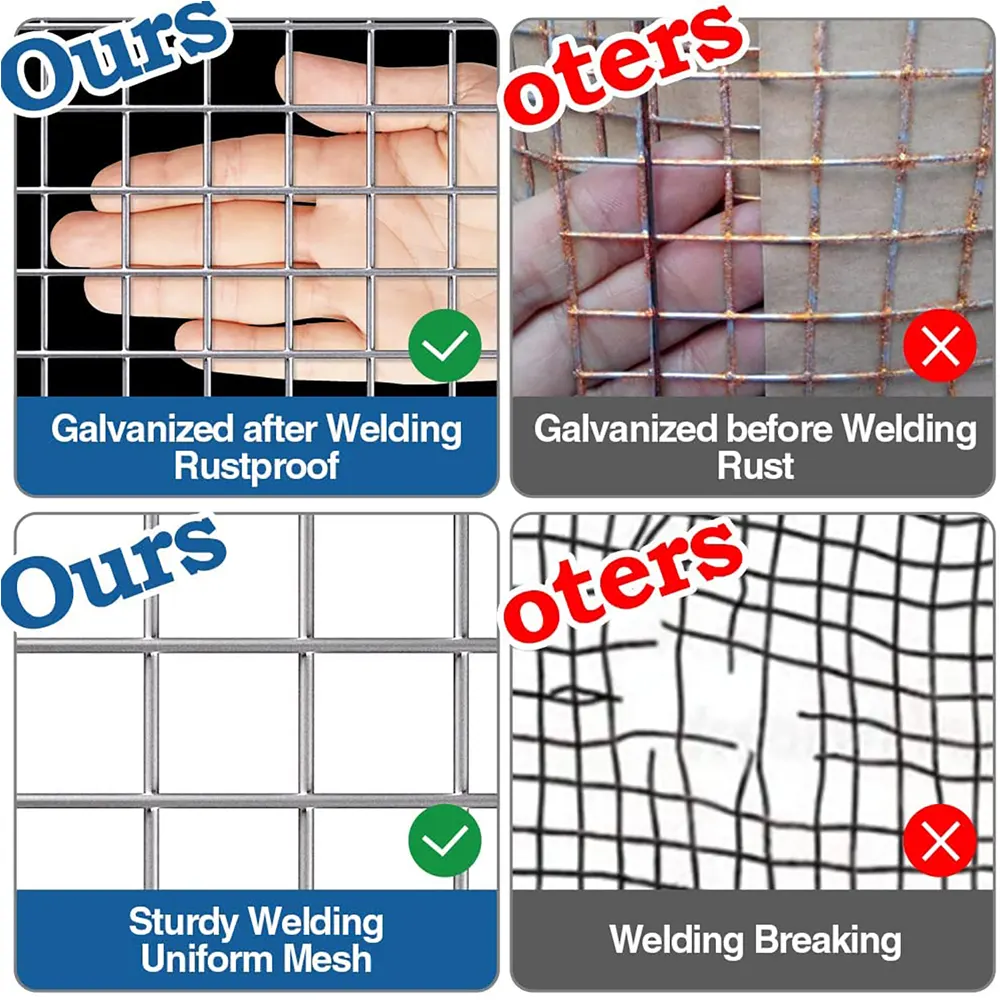 Ours
oters
Galvanized after Welding
Rustproof
Galvanized before Welding
Rust
Ours
oters
Sturdy Welding
Uniform Mesh
Welding Breaking